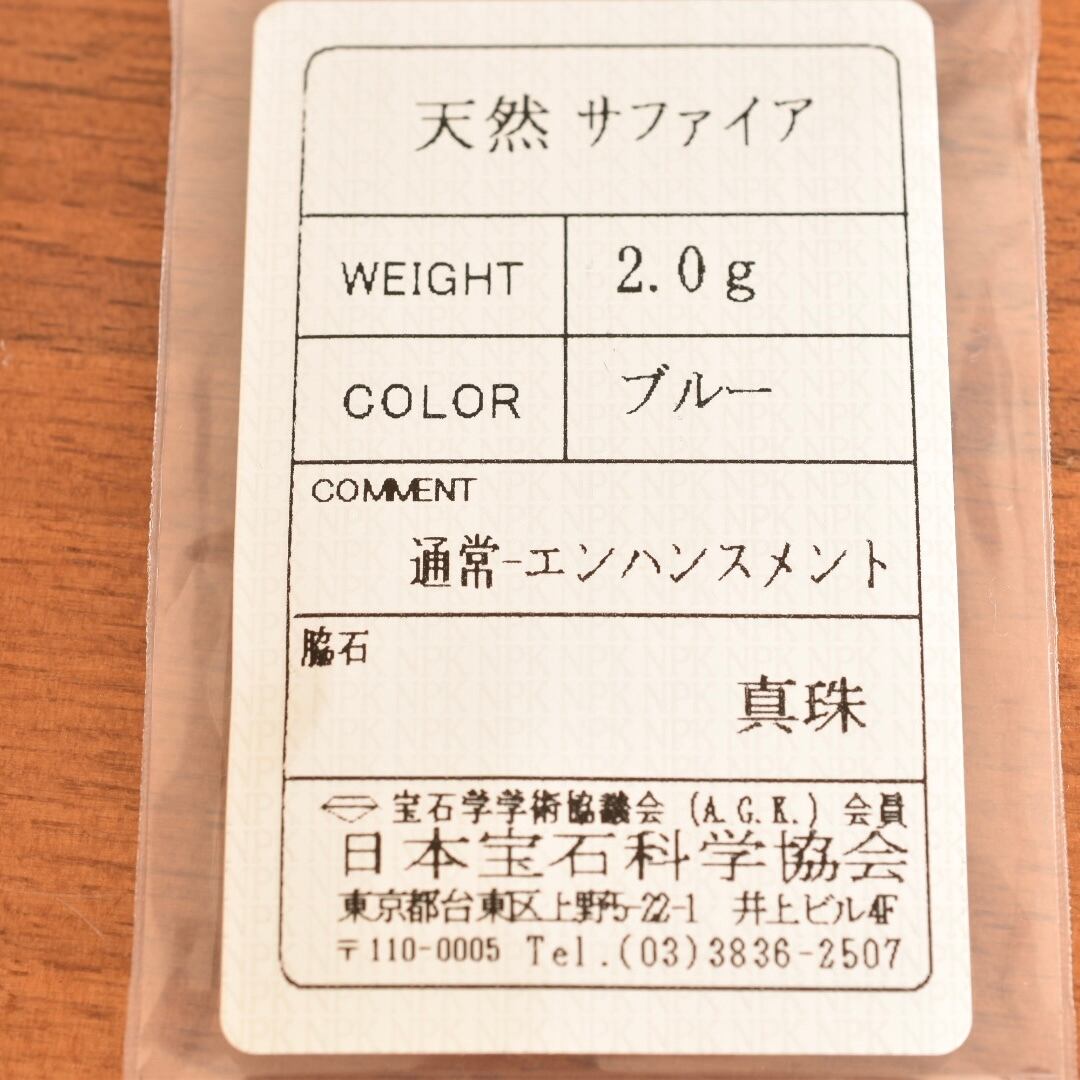 天然 サファイア
WEIGHT 2.0g
COLOR ブルー
COMMENT
通常-エンハンスメント
脇石
真珠
宝石学学術協議会 (A.G.K.) 会員
日本宝石科学協会
東京都台東区上野5-22-1 井上ビル4F
〒110-0005 Tel.(03)3836-2507